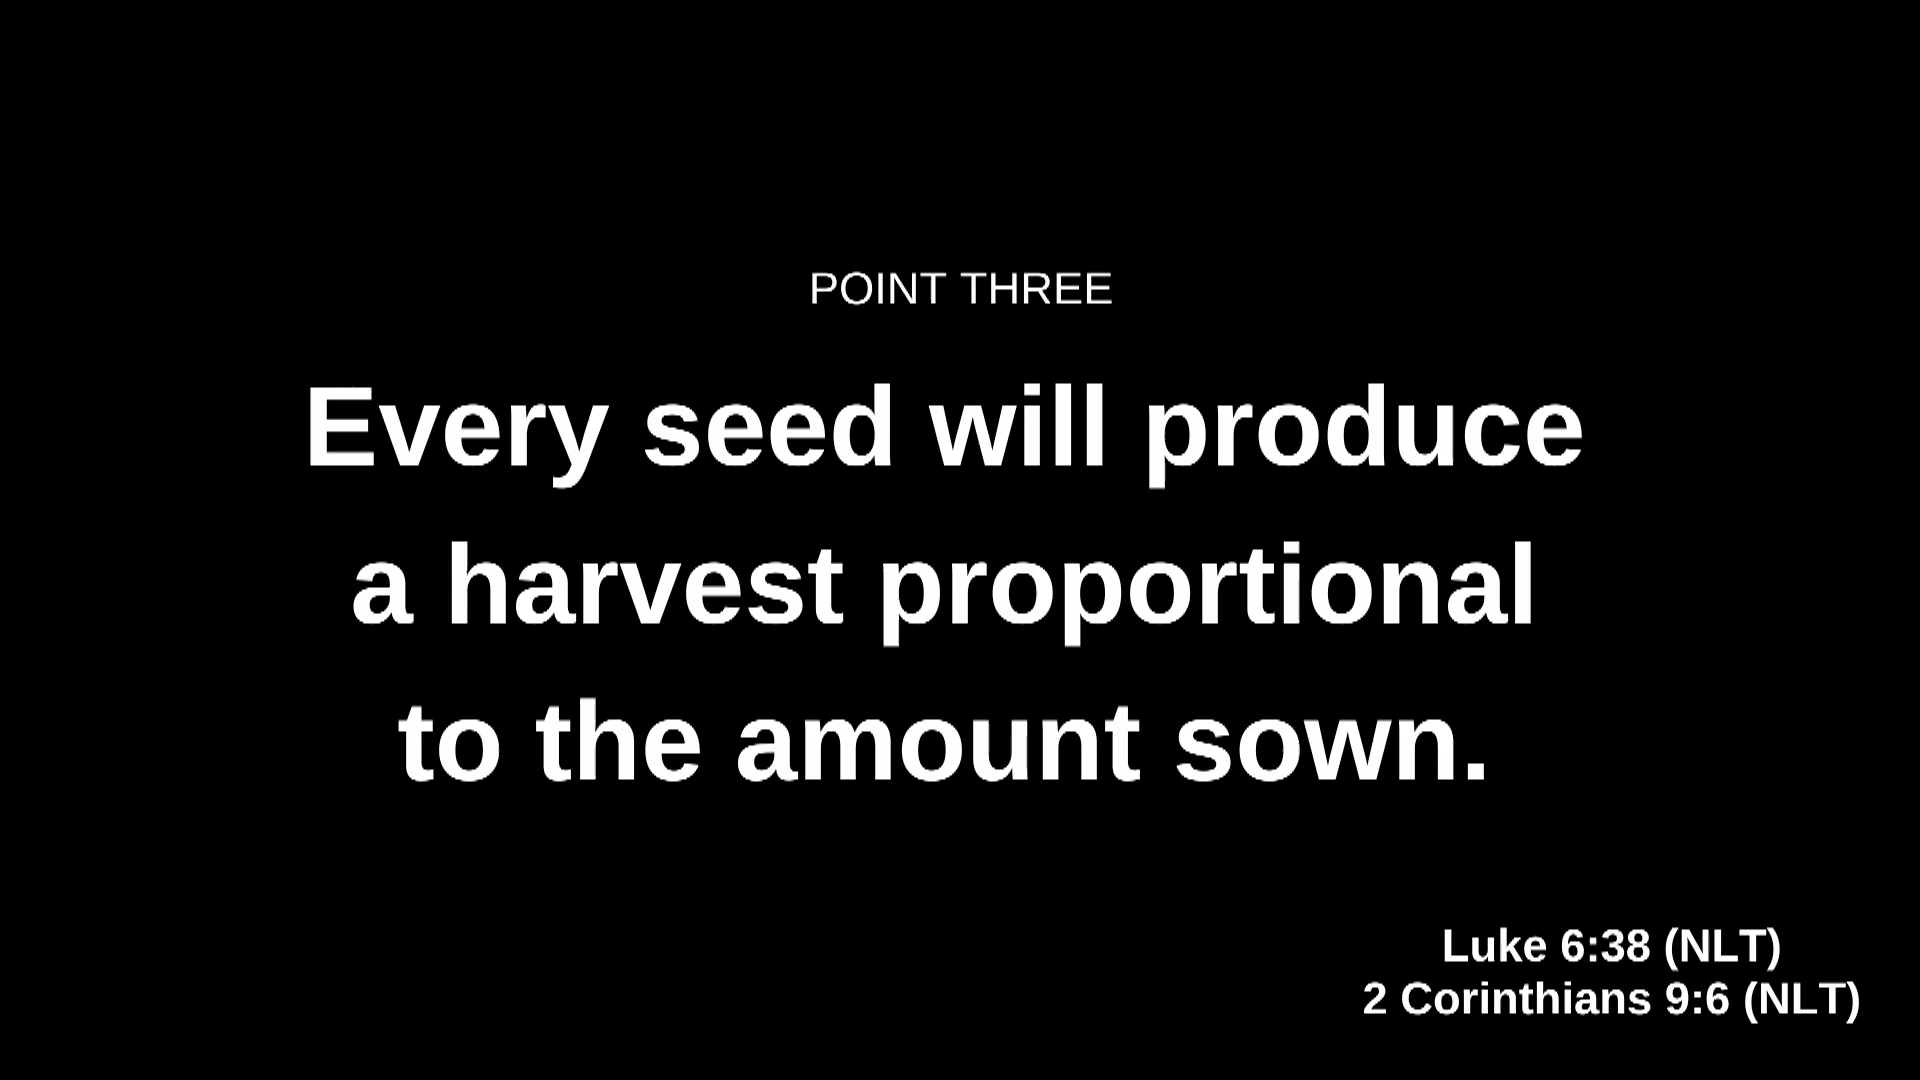 POINT THREE
Every seed will produce
a harvest proportional
to the amount sown.
Luke 6:38 (NLT)
2 Corinthians 9:6 (NLT)